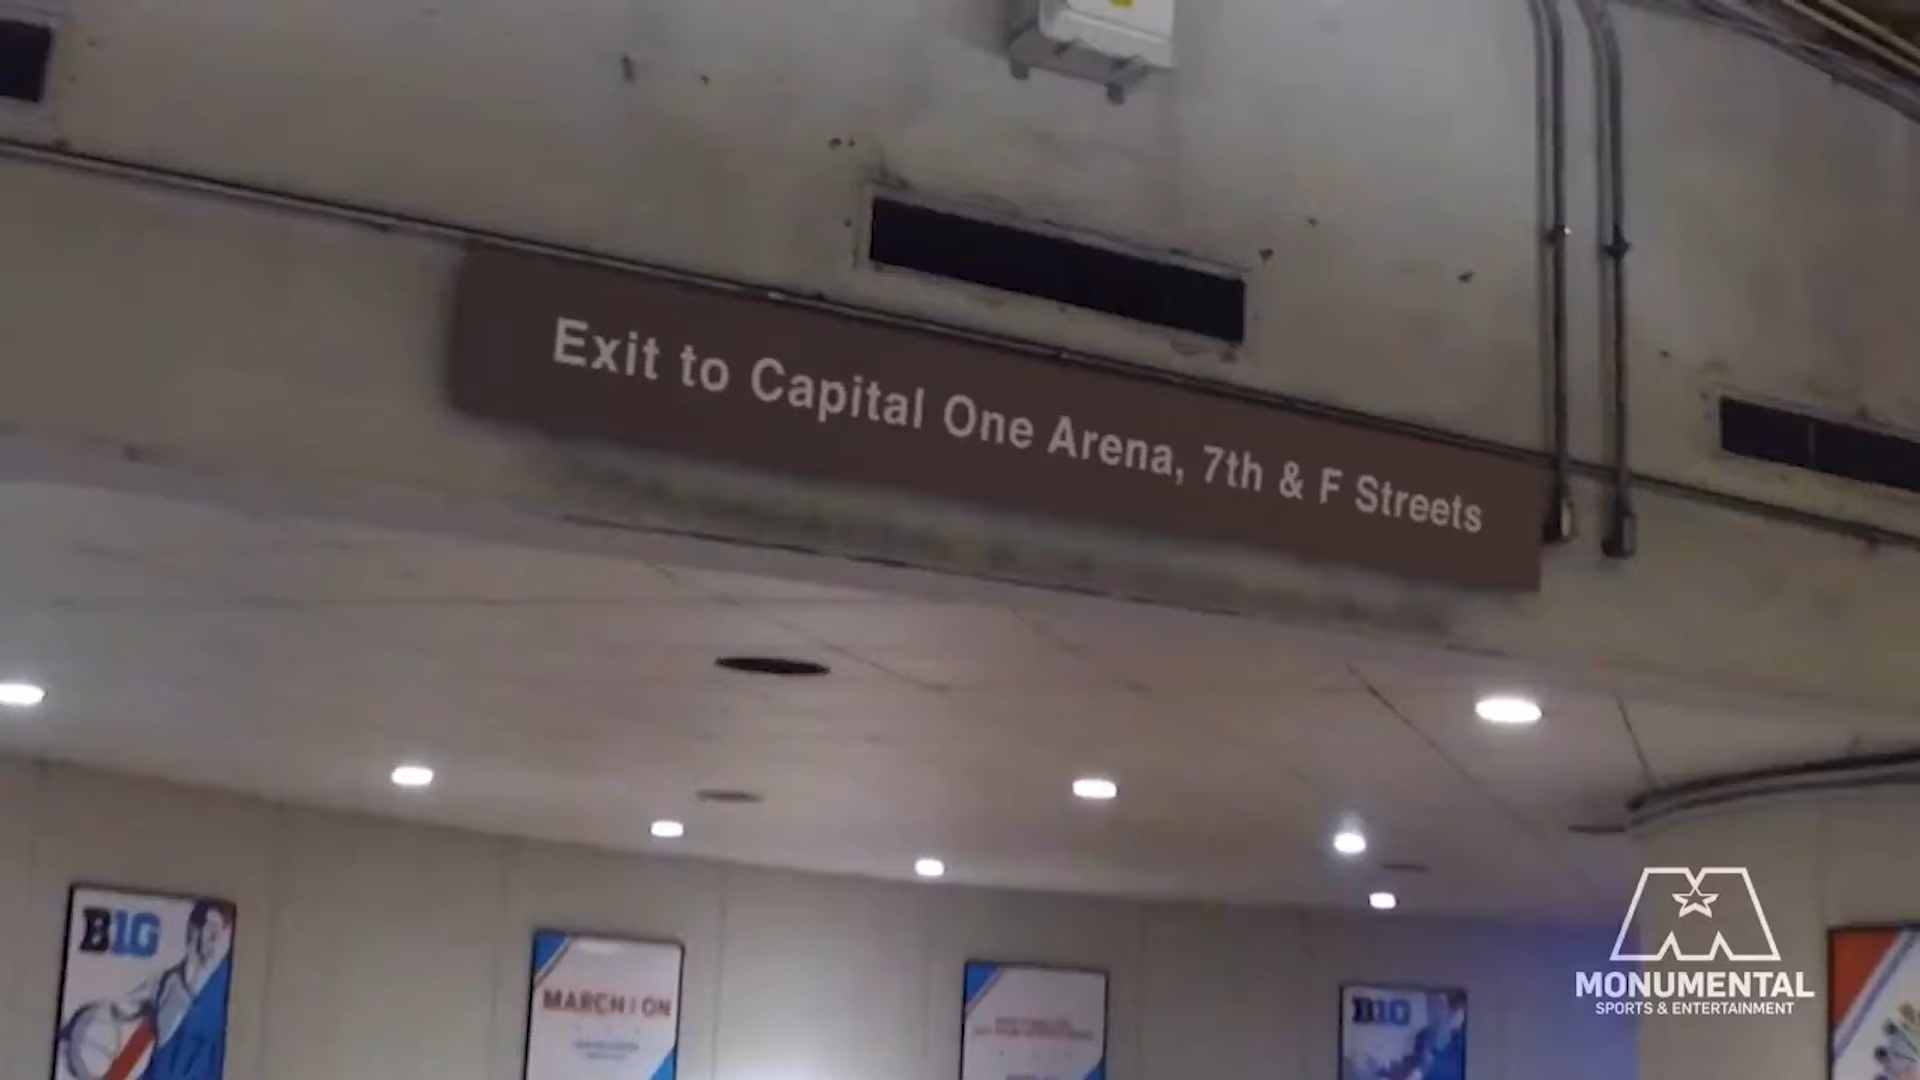 Exit to Capital One Arena, 7th & F Streets
B1G
MARCH ON
B1G
MONUMENTAL
SPORTS & ENTERTAINMENT